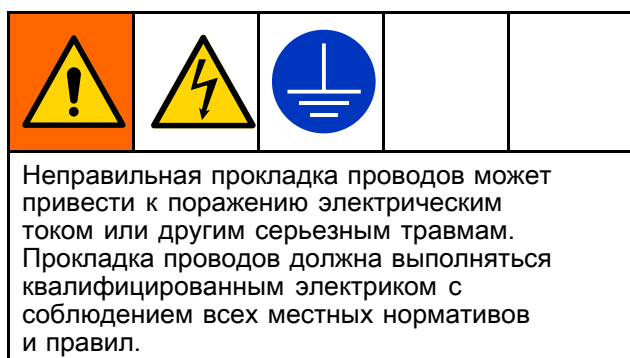 Неправильная прокладка проводов может
привести к поражению электрическим
током или другим серьезным травмам.
Прокладка проводов должна выполняться
квалифицированным электриком с
соблюдением всех местных нормативов
и правил.